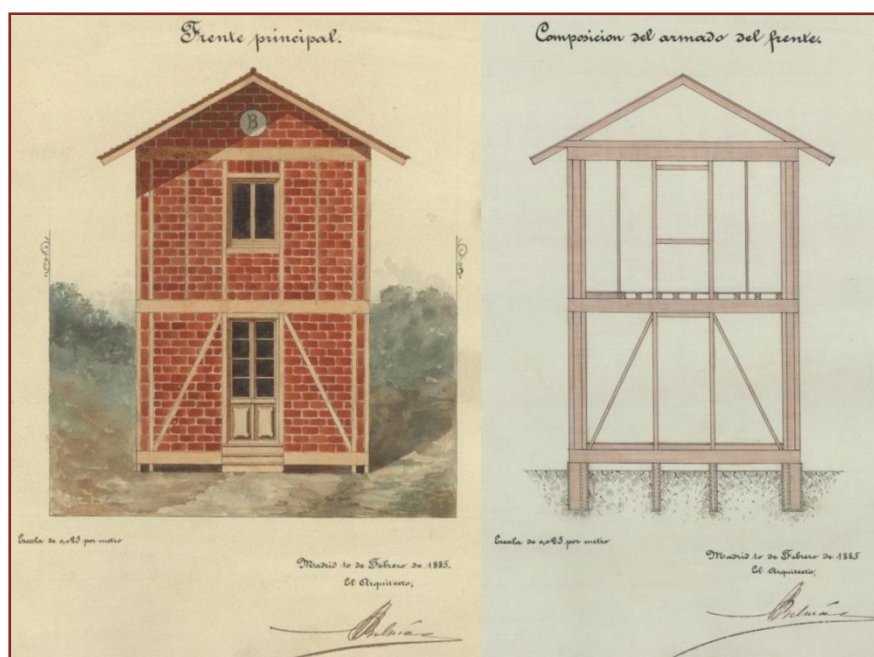 Frente principal.
B
Escala de 0,025 por metro
Madrid 10 de Febrero de 1885.
El Arquitecto,
Composicion del armado del frente.
Escala de 0,025 por metro
Madrid 10 de Febrero de 1885
El Arquitecto,